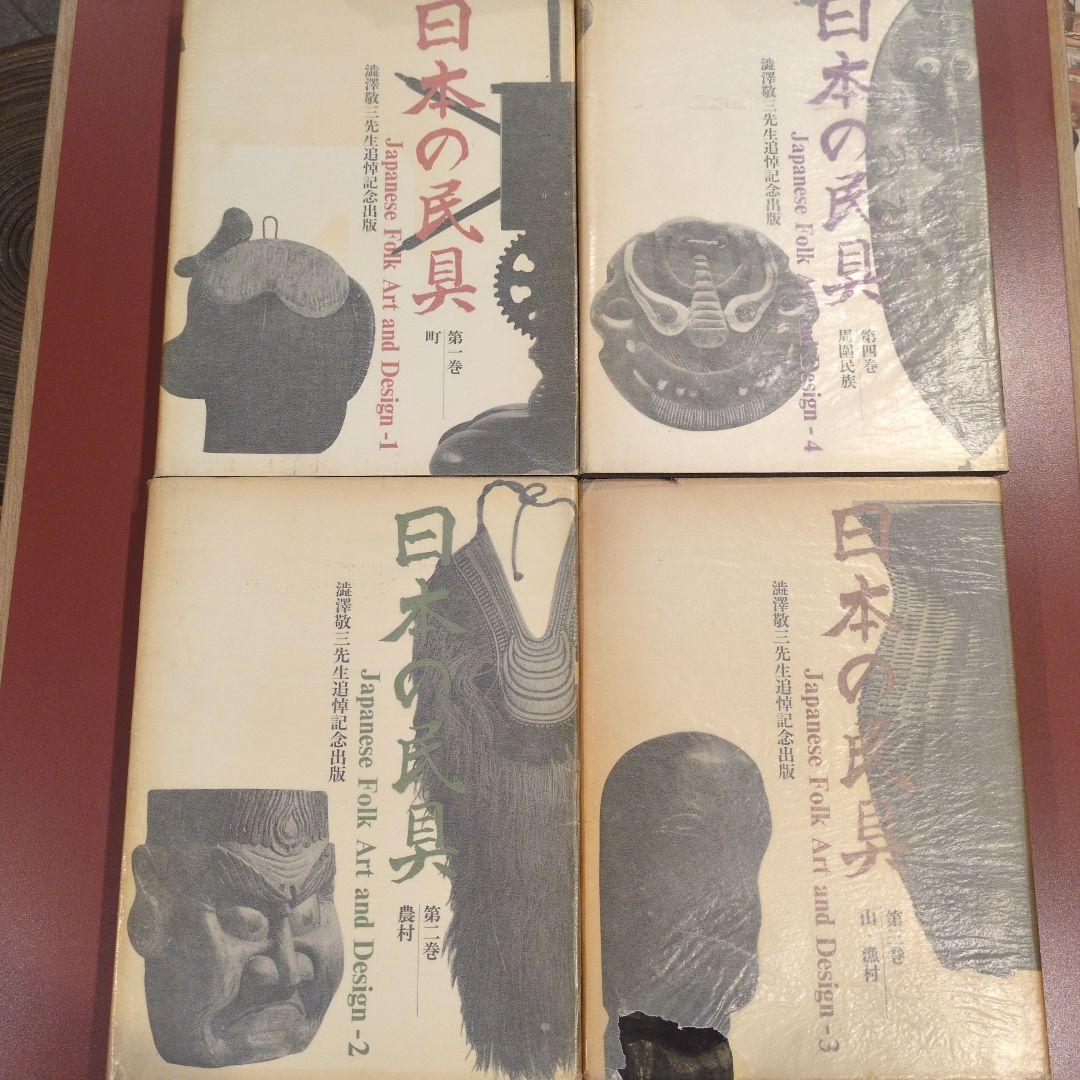 日本の民具
澁澤敬三先生追悼記念出版
Japanese Folk Art and Design -1
第一巻
町
日本の民具
澁澤敬三先生追悼記念出版
Japanese Folk Art and Design -4
第四巻
周圍民族
日本の民具
澁澤敬三先生追悼記念出版
Japanese Folk Art and Design -2
第二巻
農村
日本の民具
澁澤敬三先生追悼記念出版
Japanese Folk Art and Design -3
第三巻
山・漁村